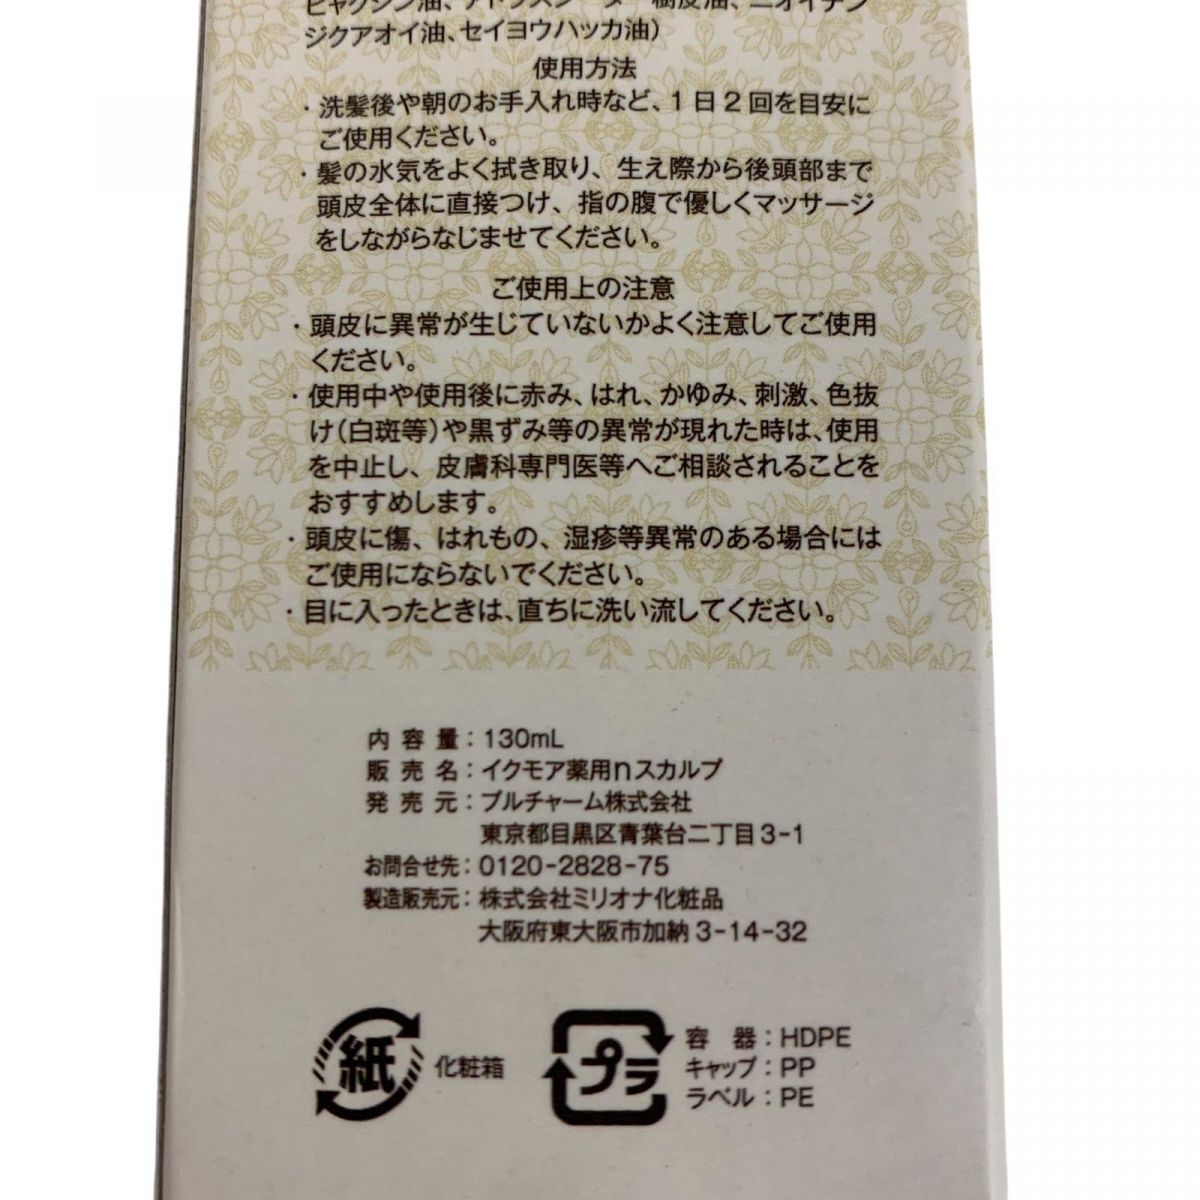 ジクアオイ油、セイヨウハッカ油)
使用方法
・洗髪後や朝のお手入れ時など、1日2回を目安に
ご使用ください。
・髪の水気をよく拭き取り、生え際から後頭部まで
頭皮全体に直接つけ、指の腹で優しくマッサージ
をしながらなじませてください。
ご使用上の注意
・頭皮に異常が生じていないかよく注意してご使用
ください。
・使用中や使用後に赤み、はれ、かゆみ、刺激、色抜
け(白斑等)や黒ずみ等の異常が現れた時は、使用
を中止し、皮膚科専門医等へご相談されることを
おすすめします。
・頭皮に傷、はれもの、湿疹等異常のある場合には
ご使用にならないでください。
・目に入ったときは、直ちに洗い流してください。
内容量:130mL
販売名:イクモア薬用nスカルプ
発売元:プルチャーム株式会社
東京都目黒区青葉台二丁目3-1
お問合せ先:0120-2828-75
製造販売元:株式会社ミリオナ化粧品
大阪府東大阪市加納3-14-32
紙 化粧箱
プラ 容器:HDPE
キャップ:PP
ラベル:PE